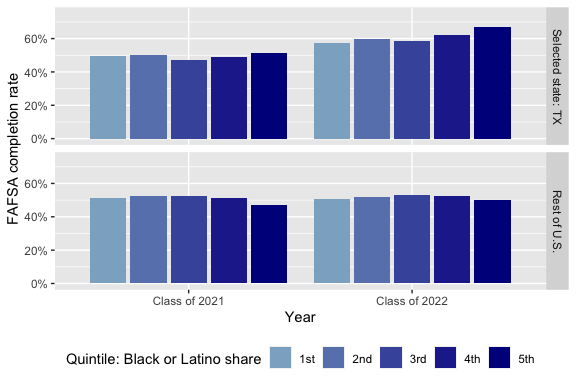 FAFSA completion rate
60%
40%
20%
0%
Selected state: TX
60%
40%
20%
0%
Rest of U.S.
Class of 2021 Class of 2022
Year
Quintile: Black or Latino share 1st 2nd 3rd 4th 5th